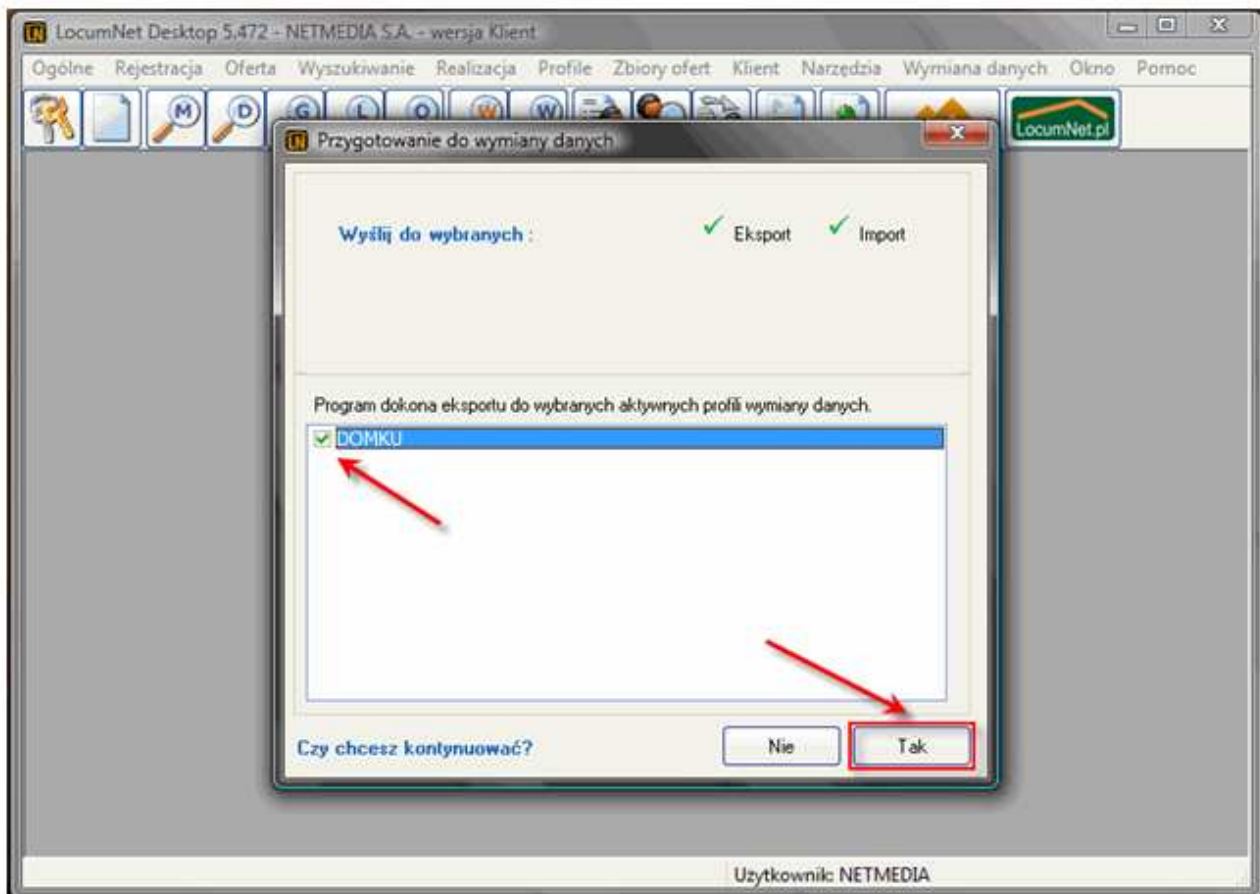 LocumNet Desktop 5.472 - NETMEDIA S.A. - wersja Klient
Ogólne Rejestracja Oferta Wyszukiwanie Realizacja Profile Zbiory ofert Klient Narzędzia Wymiana danych Okno Pomoc
M D G L O W W LocumNet.pl
Przygotowanie do wymiany danych
Wyślij do wybranych : Eksport Import
Program dokona eksportu do wybranych aktywnych profili wymiany danych.
DOMKU
Czy chcesz kontynuować? Nie Tak
Użytkownik: NETMEDIA